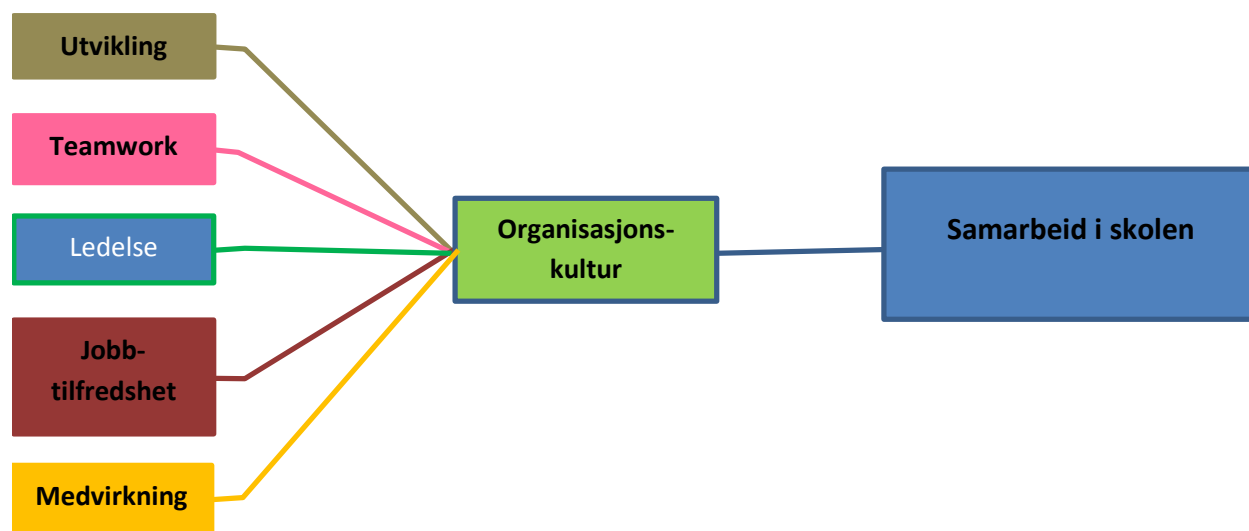 Utvikling
Teamwork
Ledelse
Jobb-
tilfredshet
Medvirkning
Organisasjons-
kultur
Samarbeid i skolen